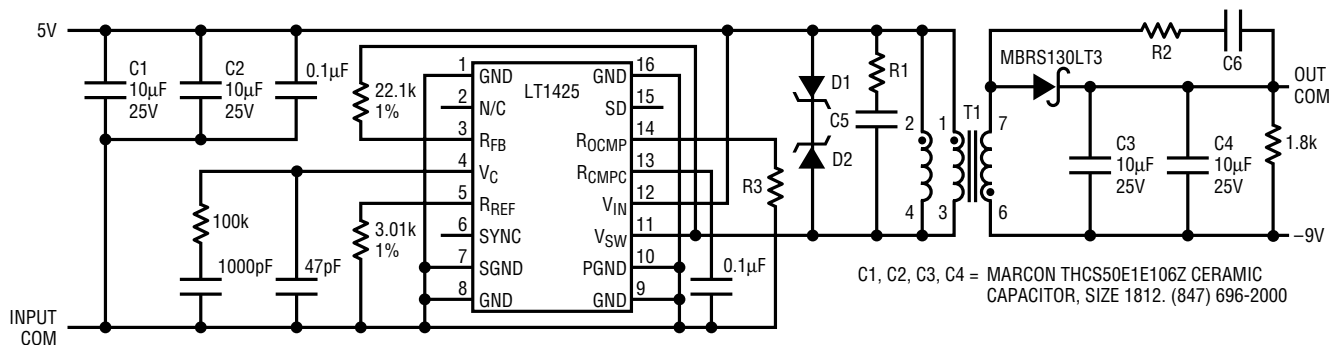 5V
C1
10µF
25V
C2
10µF
25V
0.1µF
22.1k
1%
1
GND
2
N/C
3
RFB
4
VC
5
RREF
6
SYNC
7
SGND
8
GND
LT1425
GND
16
SD
15
ROCMP
14
RCMPC
13
VIN
12
VSW
11
PGND
10
GND
9
100k
1000pF
47pF
3.01k
1%
INPUT
COM
R3
0.1µF
D1
D2
R1
C5
2
4
1
3
T1
7
6
MBRS130LT3
R2
C6
OUT
COM
C3
10µF
25V
C4
10µF
25V
1.8k
–9V
C1, C2, C3, C4 = MARCON THCS50E1E106Z CERAMIC
CAPACITOR, SIZE 1812. (847) 696-2000